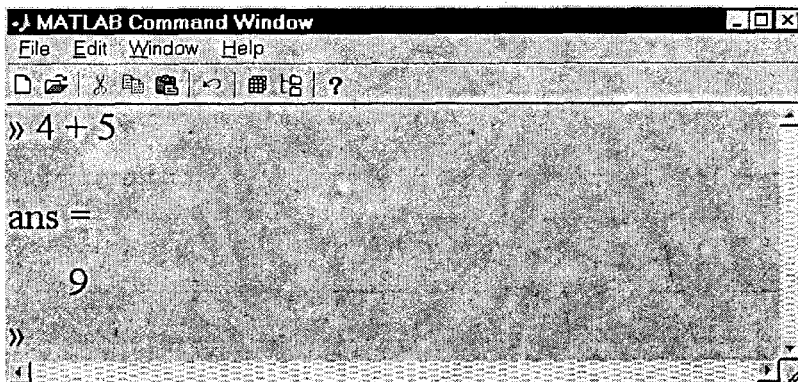 MATLAB Command Window
File Edit Window Help
?
» 4 + 5
ans =
9
»